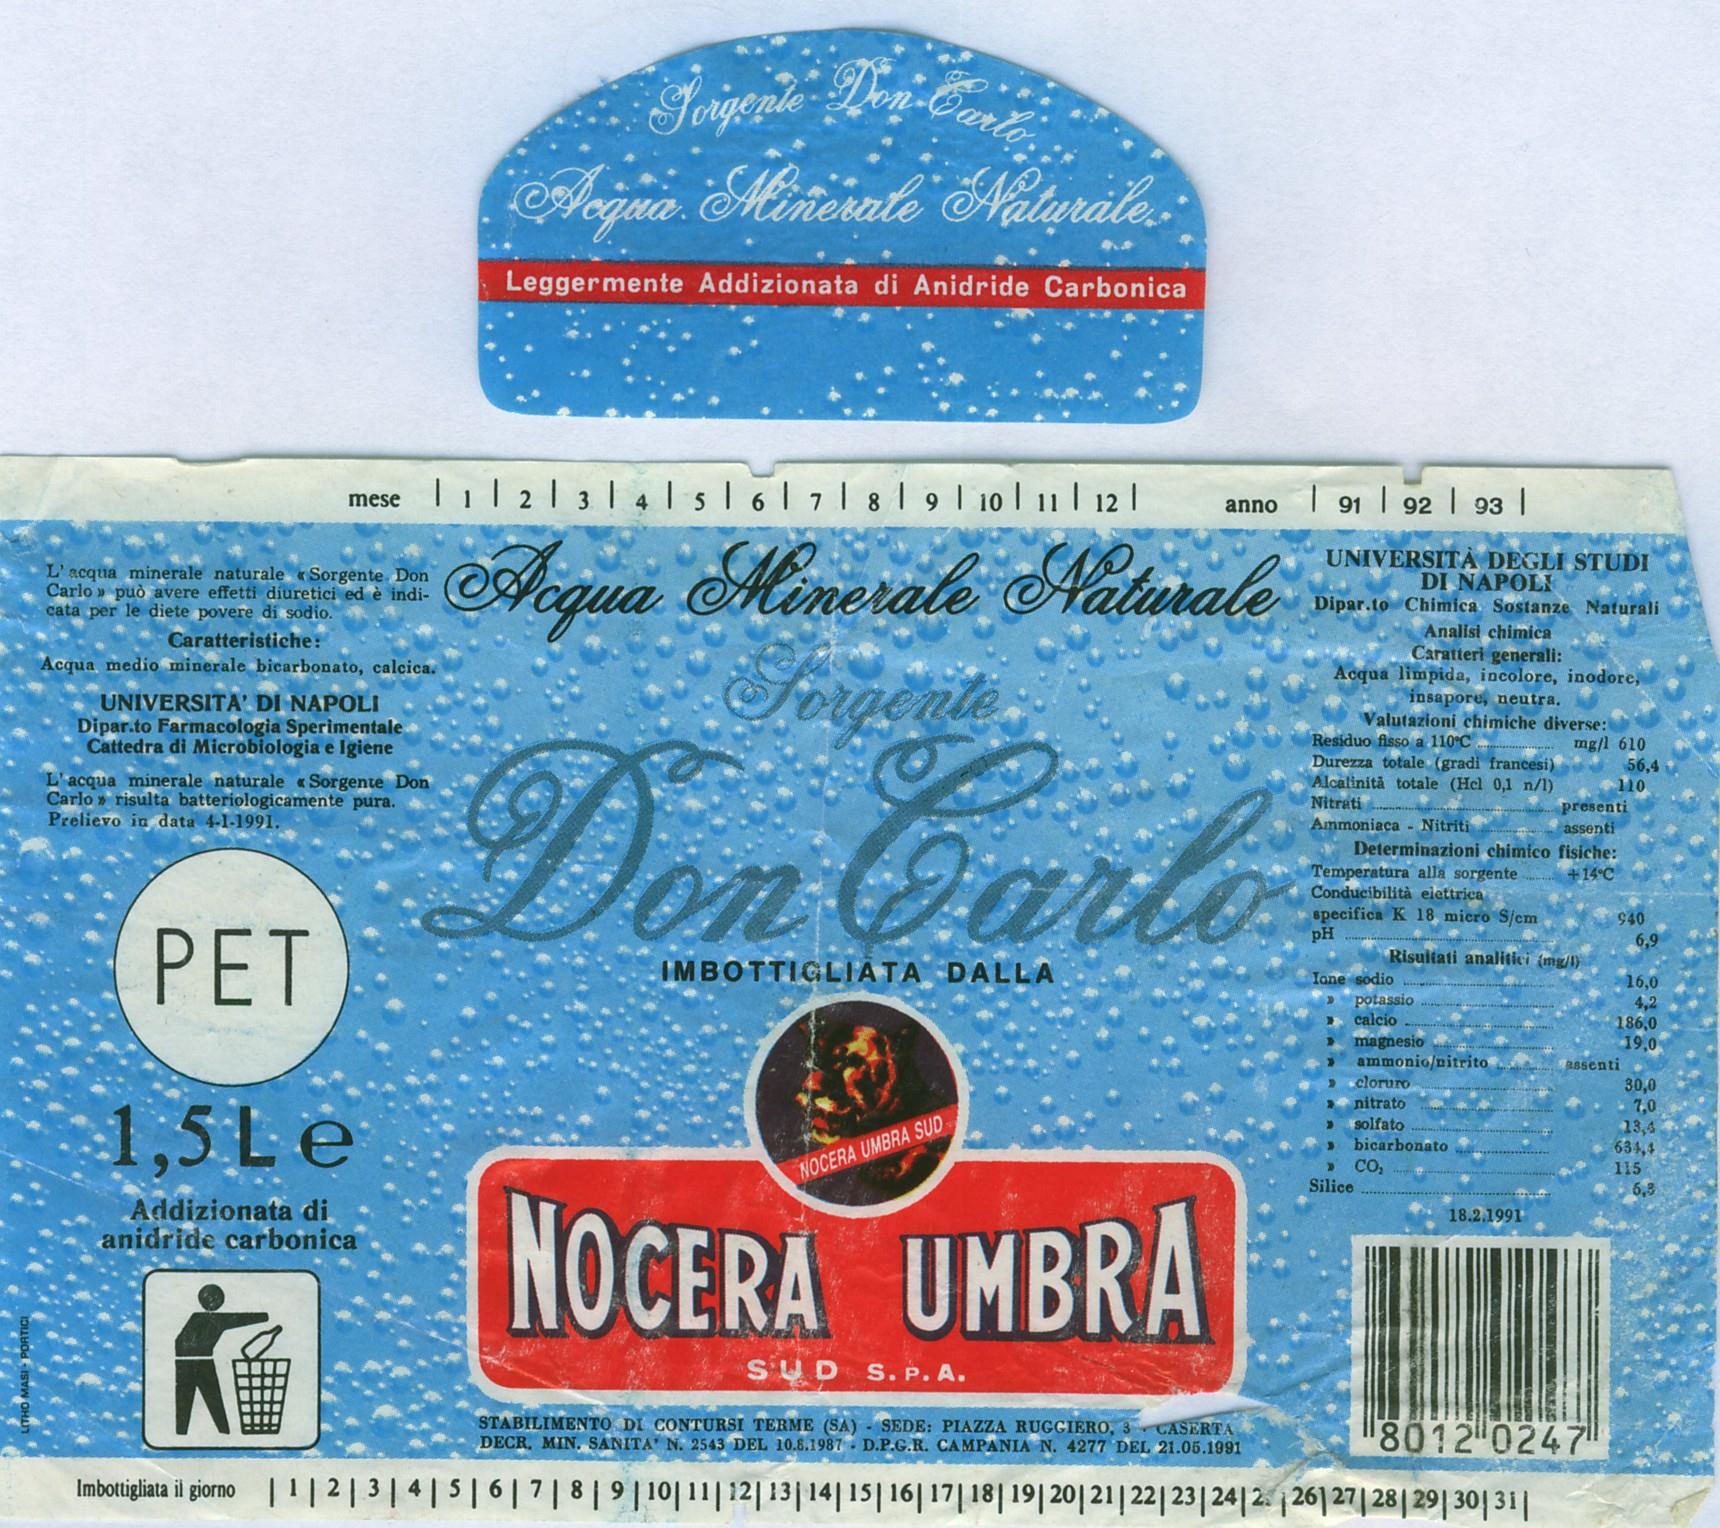 Sorgente Don Carlo
Acqua Minerale Naturale
Leggermente Addizionata di Anidride Carbonica
mese | 1 | 2 | 3 | 4 | 5 | 6 | 7 | 8 | 9 | 10 | 11 | 12 | anno | 91 | 92 | 93 |
L'acqua minerale naturale «Sorgente Don
Carlo» può avere effetti diuretici ed è indi-
cata per le diete povere di sodio.
Caratteristiche:
Acqua medio minerale bicarbonato, calcica.
UNIVERSITA' DI NAPOLI
Dipar.to Farmacologia Sperimentale
Cattedra di Microbiologia e Igiene
L'acqua minerale naturale «Sorgente Don
Carlo» risulta batteriologicamente pura.
Prelievo in data 4-1-1991.
PET
1,5 L e
Addizionata di
anidride carbonica
LITHO MASI - PORTICI
Acqua Minerale Naturale
Sorgente
Don Carlo
IMBOTTIGLIATA DALLA
NOCERA UMBRA SUD
NOCERA UMBRA
SUD S.P.A.
STABILIMENTO DI CONTURSI TERME (SA) - SEDE: PIAZZA RUGGIERO, 3 - CASERTA
DECR. MIN. SANITA' N. 2543 DEL 10.8.1987 - D.P.G.R. CAMPANIA N. 4277 DEL 21.05.1991
UNIVERSITÀ DEGLI STUDI
DI NAPOLI
Dipar.to Chimica Sostanze Naturali
Analisi chimica
Caratteri generali:
Acqua limpida, incolore, inodore,
insapore, neutra.
Valutazioni chimiche diverse:
Residuo fisso a 110°C mg/l 610
Durezza totale (gradi francesi) 56,4
Alcalinità totale (Hcl 0,1 n/l) 110
Nitrati presenti
Ammoniaca - Nitriti assenti
Determinazioni chimico fisiche:
Temperatura alla sorgente +14°C
Conducibilità elettrica
specifica K 18 micro S/cm 940
pH 6,9
Risultati analitici (mg/l)
Ione sodio 16,0
» potassio 4,2
» calcio 186,0
» magnesio 19,0
» ammonio/nitrito assenti
» cloruro 30,0
» nitrato 7,0
» solfato 13,4
» bicarbonato 634,4
» CO₂ 115
Silice 6,8
18.2.1991
80120247
Imbottigliata il giorno | 1 | 2 | 3 | 4 | 5 | 6 | 7 | 8 | 9 | 10 | 11 | 12 | 13 | 14 | 15 | 16 | 17 | 18 | 19 | 20 | 21 | 22 | 23 | 24 | | 26 | 27 | 28 | 29 | 30 | 31 |